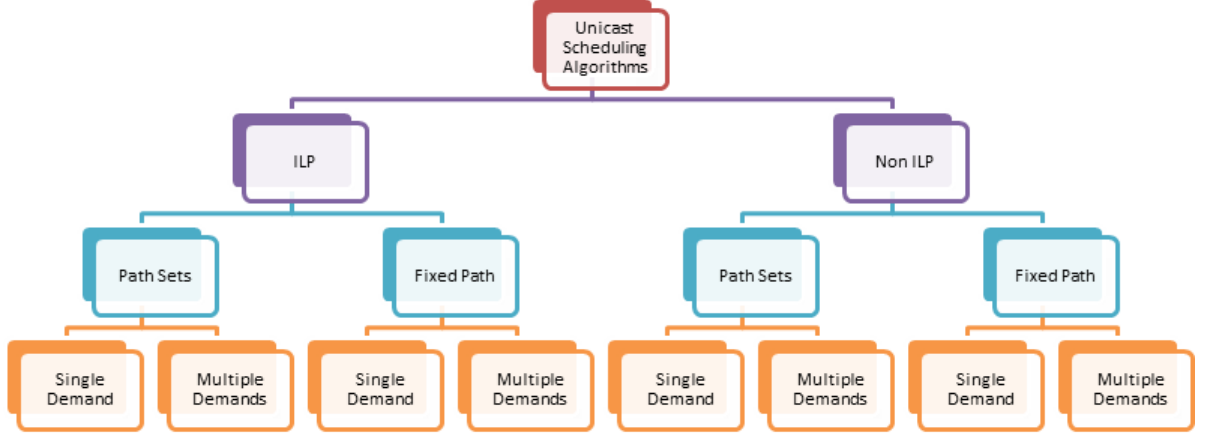 Unicast
Scheduling
Algorithms
ILP
Non ILP
Path Sets
Fixed Path
Path Sets
Fixed Path
Single
Demand
Multiple
Demands
Single
Demand
Multiple
Demands
Single
Demand
Multiple
Demands
Single
Demand
Multiple
Demands